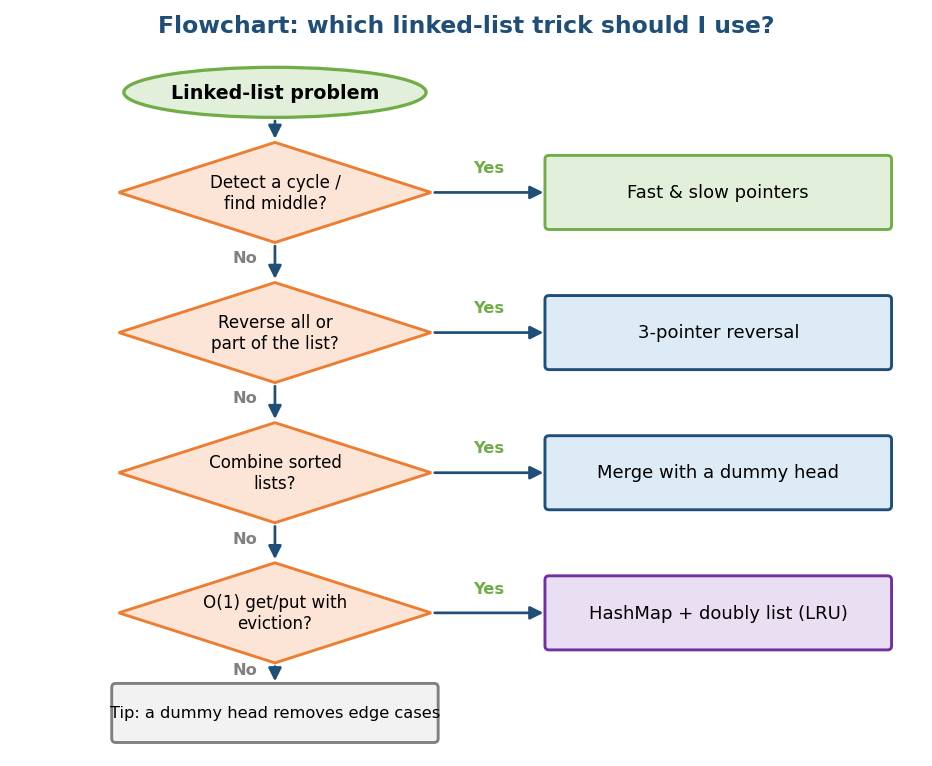 Flowchart: which linked-list trick should I use?
Linked-list problem
Detect a cycle /
find middle?
Yes
Fast & slow pointers
No
Reverse all or
part of the list?
Yes
3-pointer reversal
No
Combine sorted
lists?
Yes
Merge with a dummy head
No
O(1) get/put with
eviction?
Yes
HashMap + doubly list (LRU)
No
Tip: a dummy head removes edge cases